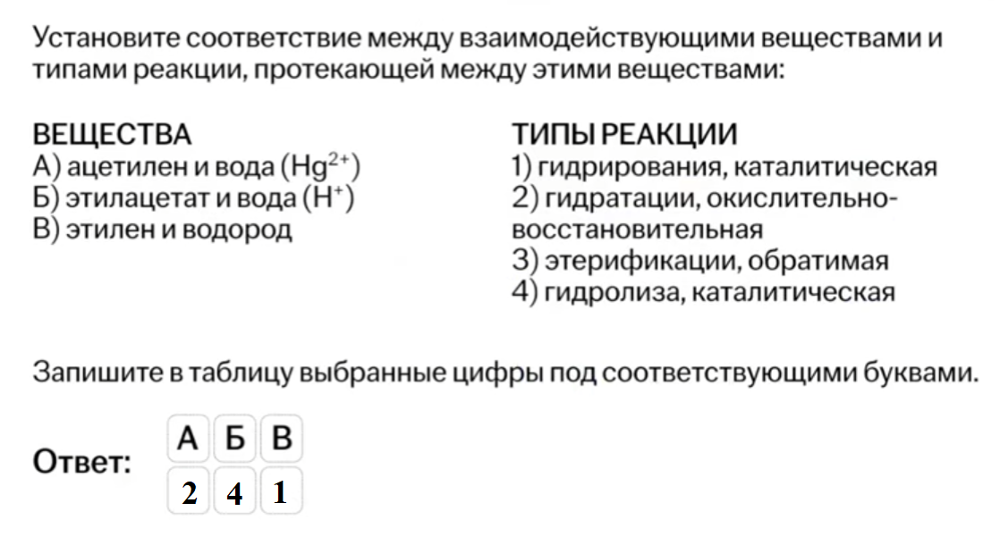 Установите соответствие между взаимодействующими веществами и
типами реакции, протекающей между этими веществами:
ВЕЩЕСТВА
А) ацетилен и вода (Hg²⁺)
Б) этилацетат и вода (H⁺)
В) этилен и водород
ТИПЫ РЕАКЦИИ
1) гидрирования, каталитическая
2) гидратации, окислительно-
восстановительная
3) этерификации, обратимая
4) гидролиза, каталитическая
Запишите в таблицу выбранные цифры под соответствующими буквами.
Ответ:
А Б В
2 4 1